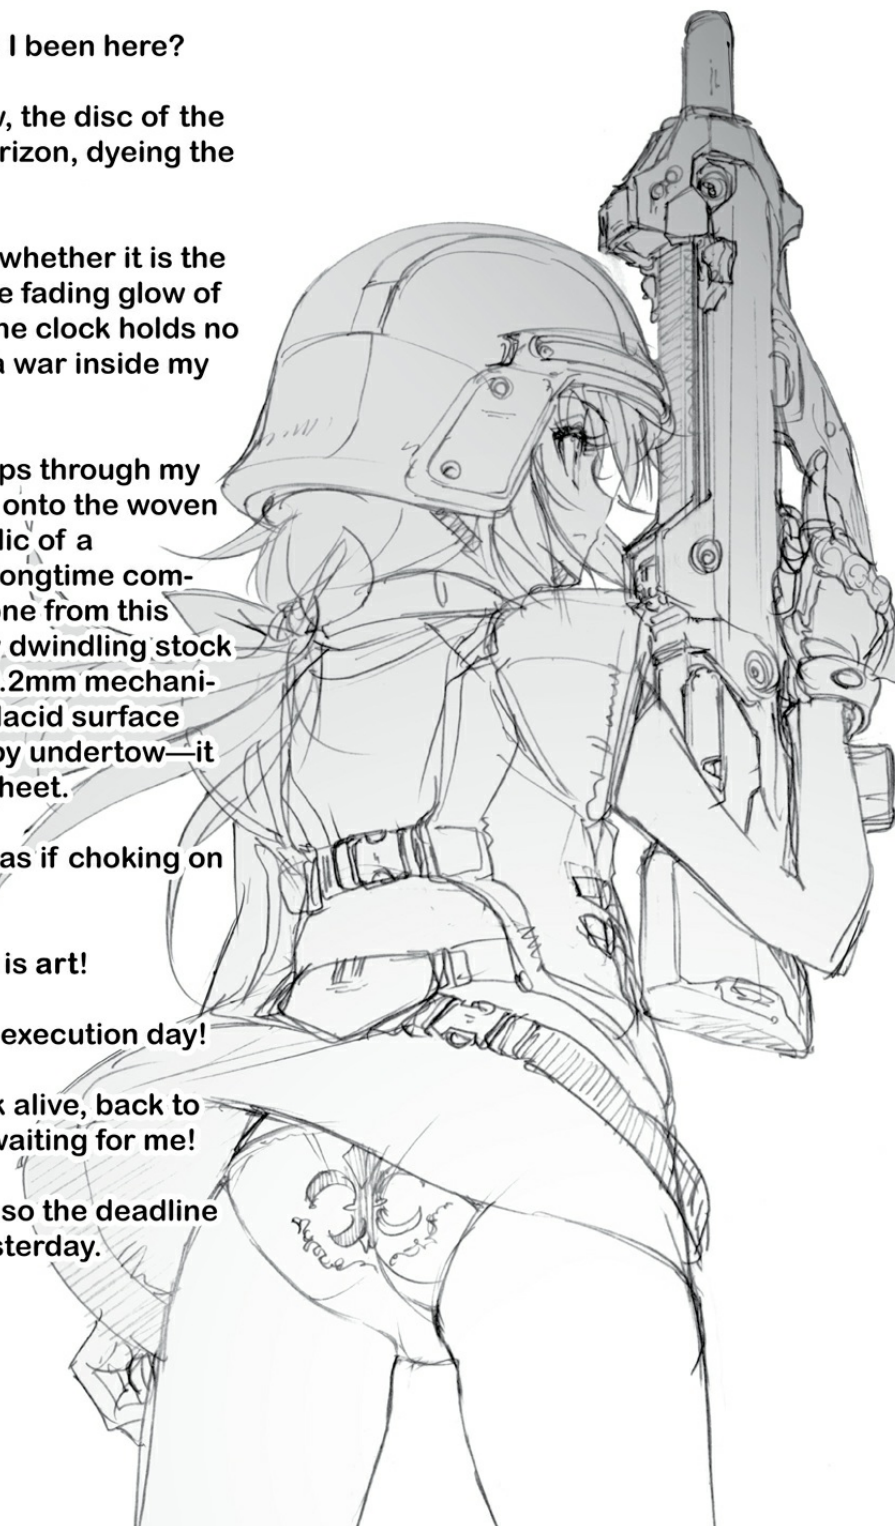 I been here?
, the disc of the
rizon, dyeing the
whether it is the
e fading glow of
he clock holds no
a war inside my
ps through my
onto the woven
lic of a
ongtime com-
one from this
dwindling stock
.2mm mechani-
lacid surface
by undertow—it
heet.
as if choking on
is art!
execution day!
k alive, back to
waiting for me!
so the deadline
sterday.